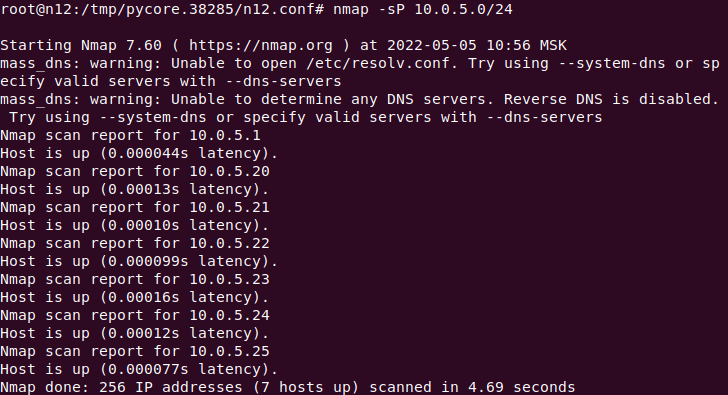 root@n12:/tmp/pycore.38285/n12.conf# nmap -sP 10.0.5.0/24
Starting Nmap 7.60 ( https://nmap.org ) at 2022-05-05 10:56 MSK
mass_dns: warning: Unable to open /etc/resolv.conf. Try using --system-dns or sp
ecify valid servers with --dns-servers
mass_dns: warning: Unable to determine any DNS servers. Reverse DNS is disabled.
 Try using --system-dns or specify valid servers with --dns-servers
Nmap scan report for 10.0.5.1
Host is up (0.000044s latency).
Nmap scan report for 10.0.5.20
Host is up (0.00013s latency).
Nmap scan report for 10.0.5.21
Host is up (0.00010s latency).
Nmap scan report for 10.0.5.22
Host is up (0.000099s latency).
Nmap scan report for 10.0.5.23
Host is up (0.00016s latency).
Nmap scan report for 10.0.5.24
Host is up (0.00012s latency).
Nmap scan report for 10.0.5.25
Host is up (0.000077s latency).
Nmap done: 256 IP addresses (7 hosts up) scanned in 4.69 seconds